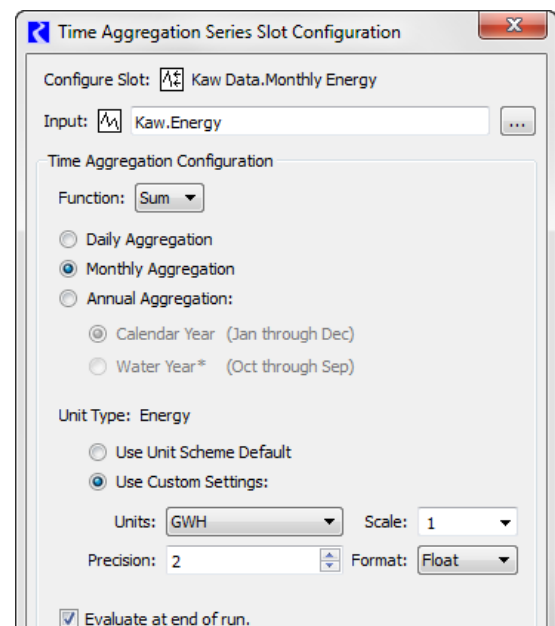 Time Aggregation Series Slot Configuration
Configure Slot: Kaw Data.Monthly Energy
Input: Kaw.Energy ...
Time Aggregation Configuration
Function: Sum
Daily Aggregation
Monthly Aggregation
Annual Aggregation:
Calendar Year (Jan through Dec)
Water Year* (Oct through Sep)
Unit Type: Energy
Use Unit Scheme Default
Use Custom Settings:
Units: GWH Scale: 1
Precision: 2 Format: Float
Evaluate at end of run.